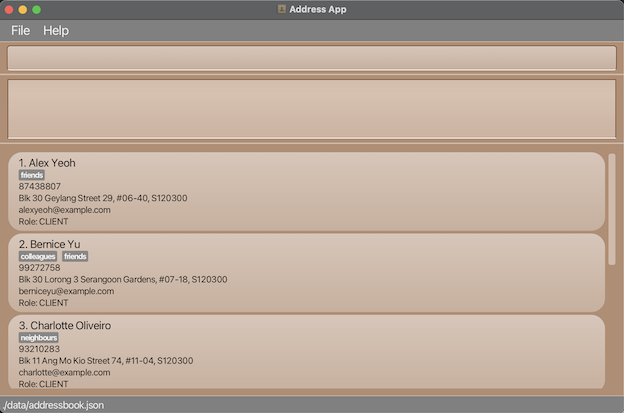 Address App
File Help
1. Alex Yeoh
friends
87438807
Blk 30 Geylang Street 29, #06-40, S120300
alexyeoh@example.com
Role: CLIENT
2. Bernice Yu
colleagues friends
99272758
Blk 30 Lorong 3 Serangoon Gardens, #07-18, S120300
berniceyu@example.com
Role: CLIENT
3. Charlotte Oliveiro
neighbours
93210283
Blk 11 Ang Mo Kio Street 74, #11-04, S120300
charlotte@example.com
Role: CLIENT
./data/addressbook.json